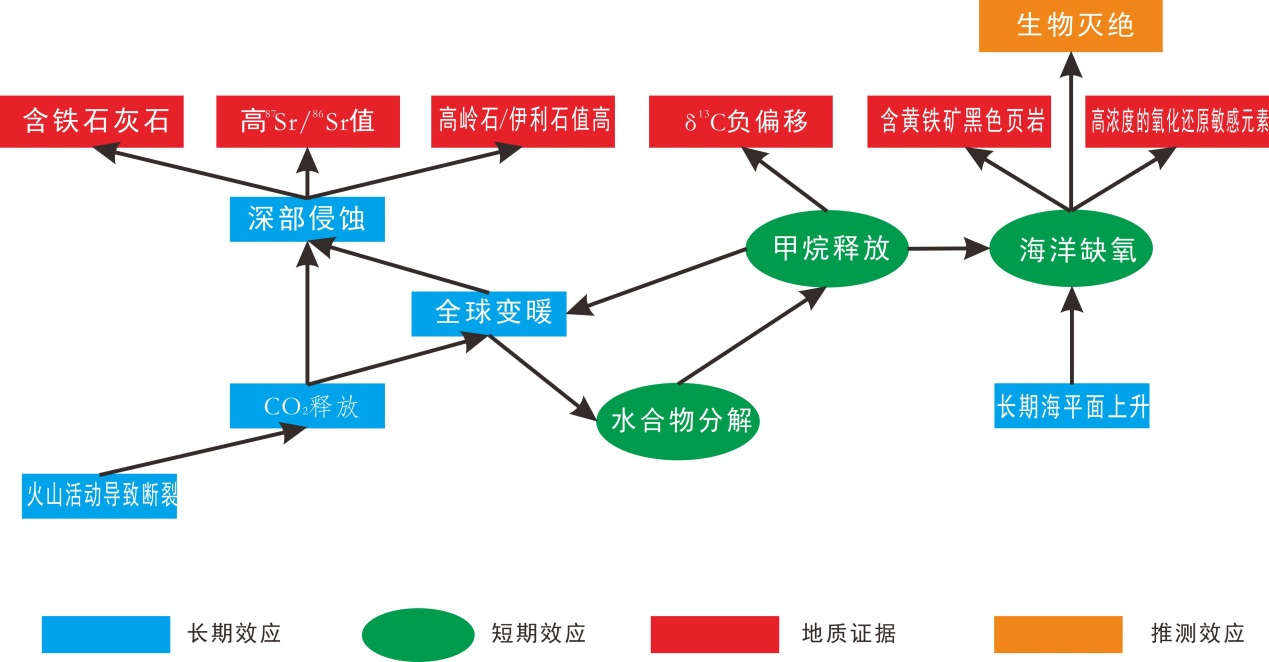 生物灭绝
含铁石灰石
高⁸⁷Sr/⁸⁶Sr值
高岭石/伊利石值高
δ¹³C负偏移
含黄铁矿黑色页岩
高浓度的氧化还原敏感元素
深部侵蚀
甲烷释放
海洋缺氧
全球变暖
CO₂释放
水合物分解
长期海平面上升
火山活动导致断裂
长期效应
短期效应
地质证据
推测效应